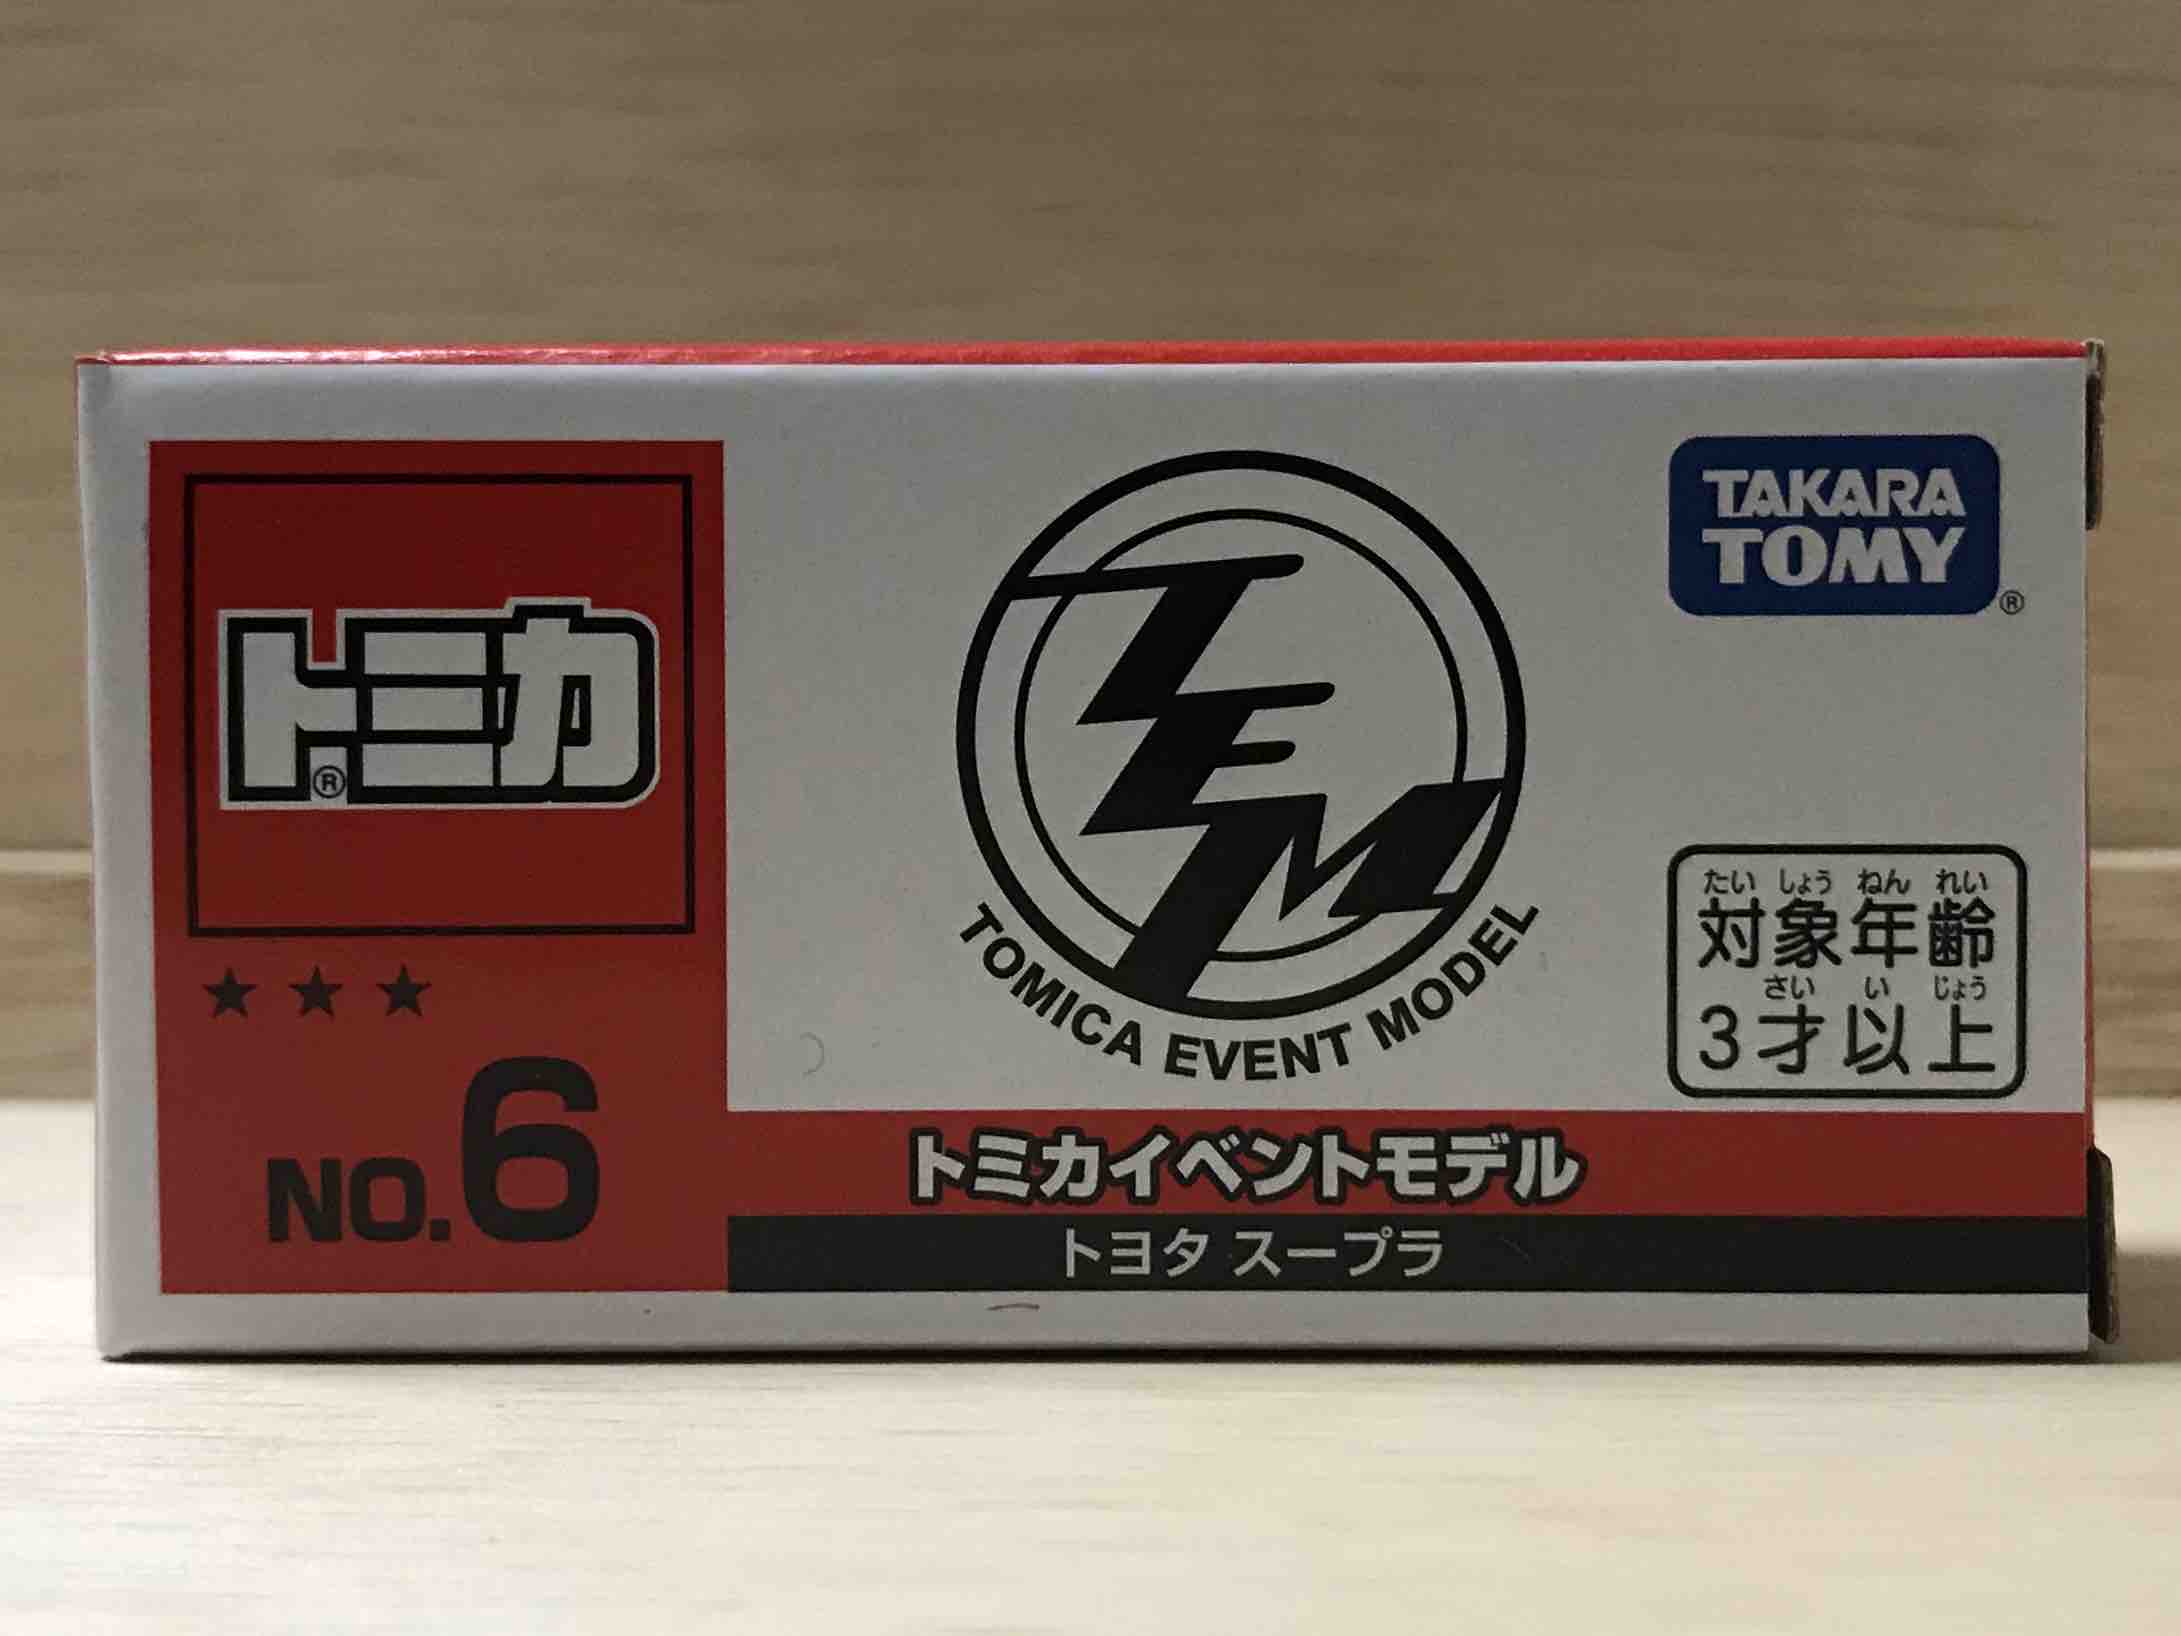 トミカ®
★ ★ ★
NO.6
TEM
TOMICA EVENT MODEL
TAKARA
TOMY®
たい しょう ねん れい
対象年齢
さい い じょう
3才以上
トミカイベントモデル
トヨタ スープラ